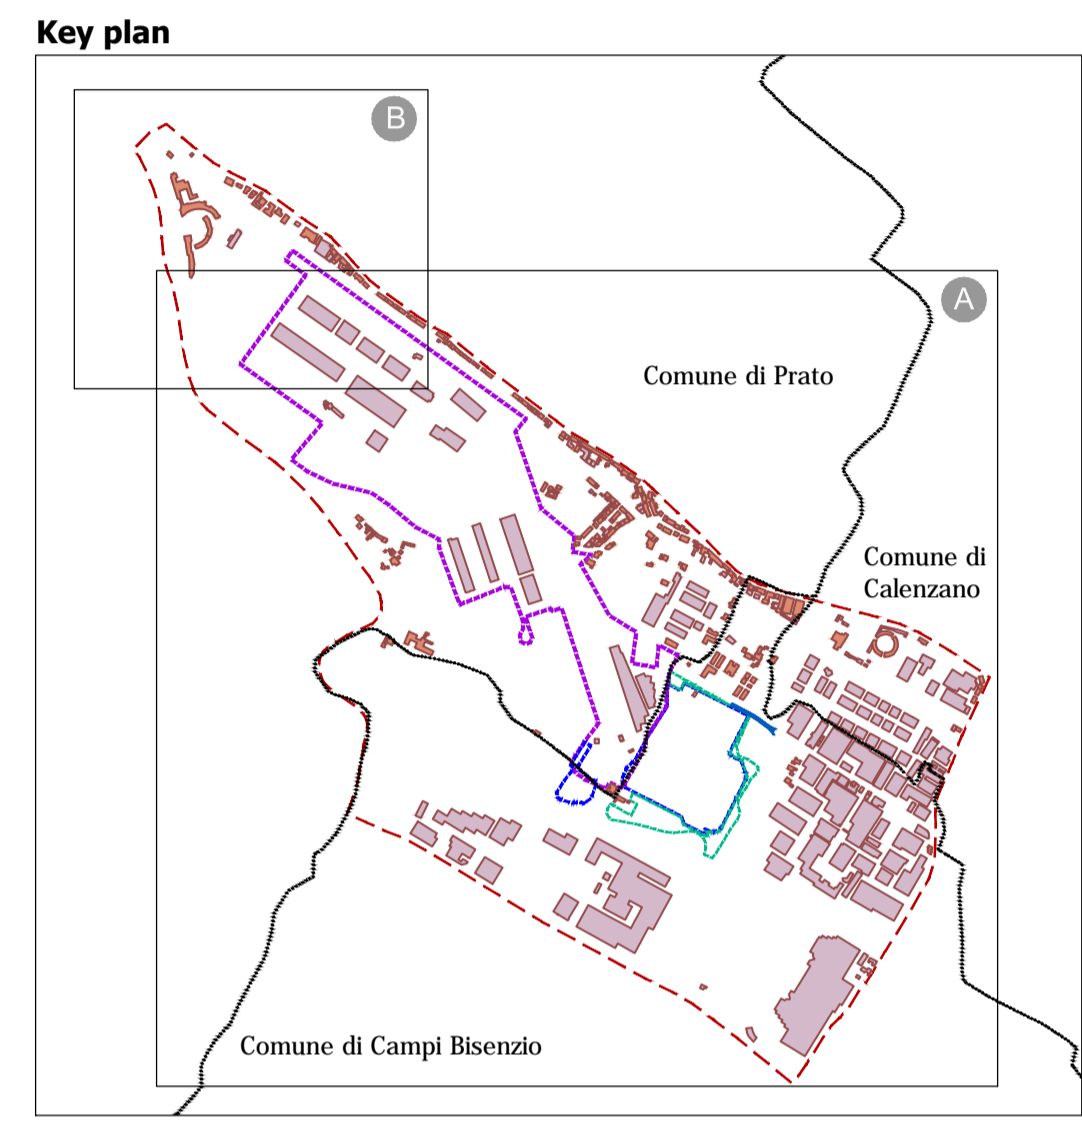 Key plan
B
A
Comune di Prato
Comune di
Calenzano
Comune di Campi Bisenzio